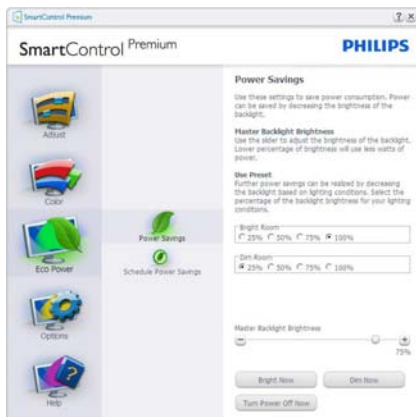 SmartControl Premium
SmartControl Premium
PHILIPS
Adjust
Color
Eco Power
Options
Help
Power Savings
Schedule Power Savings
Power Savings
Use these settings to save power consumption. Power
can be saved by decreasing the brightness of the
backlight.
Master Backlight Brightness
Use the slider to adjust the brightness of the backlight.
Lower percentage of brightness will use less watts of
power.
Use Preset
Further power savings can be realized by decreasing
the backlight based on lighting conditions. Select the
percentage of the backlight brightness for your lighting
conditions.
Bright Room
25% 50% 75% 100%
Dim Room
25% 50% 75% 100%
Master Backlight Brightness
75%
Bright Now Dim Now
Turn Power Off Now